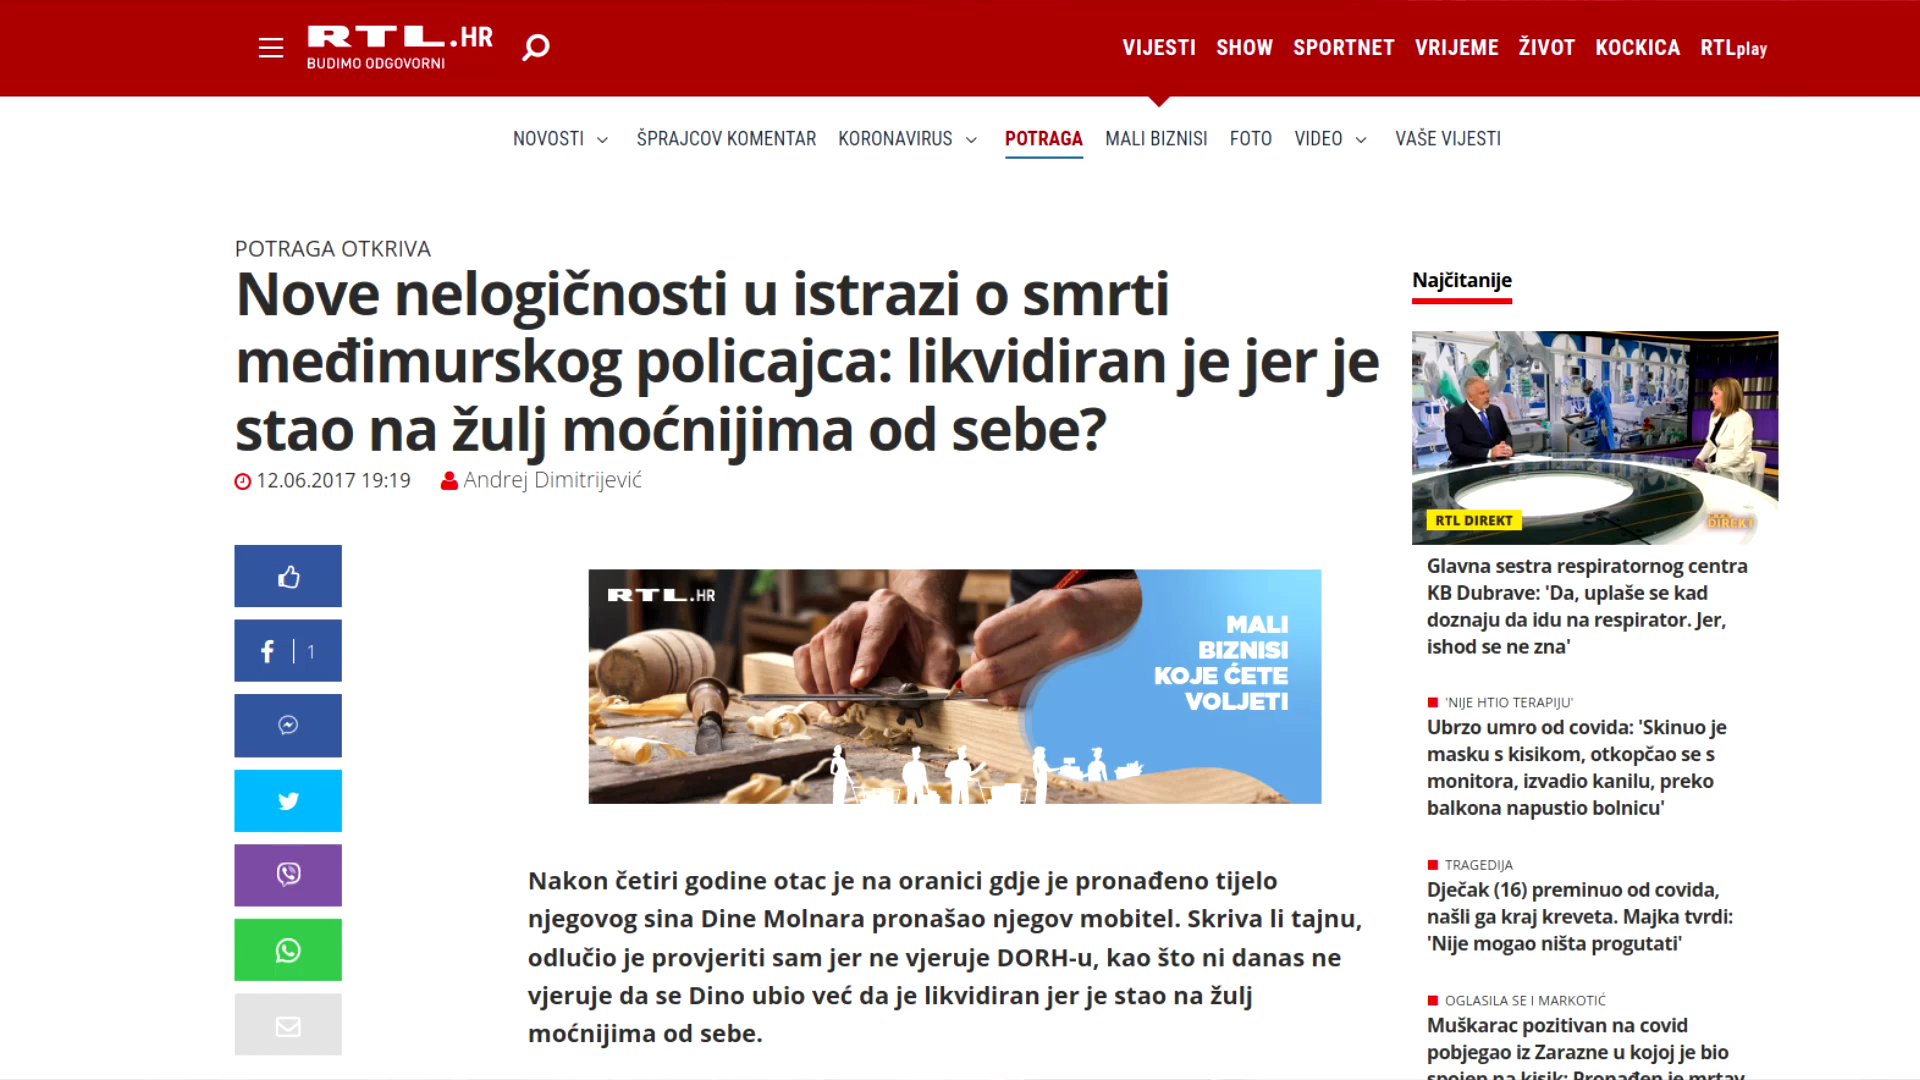 RTL.HR
BUDIMO ODGOVORNI
VIJESTI SHOW SPORTNET VRIJEME ŽIVOT KOCKICA RTLplay
NOVOSTI ŠPRAJCOV KOMENTAR KORONAVIRUS POTRAGA MALI BIZNISI FOTO VIDEO VAŠE VIJESTI
POTRAGA OTKRIVA
Nove nelogičnosti u istrazi o smrti
međimurskog policajca: likvidiran je jer je
stao na žulj moćnijima od sebe?
12.06.2017 19:19 Andrej Dimitrijević
1
RTL.HR
MALI
BIZNISI
KOJE ĆETE
VOLJETI
Nakon četiri godine otac je na oranici gdje je pronađeno tijelo
njegovog sina Dine Molnara pronašao njegov mobitel. Skriva li tajnu,
odlučio je provjeriti sam jer ne vjeruje DORH-u, kao što ni danas ne
vjeruje da se Dino ubio već da je likvidiran jer je stao na žulj
moćnijima od sebe.
Najčitanije
RTL DIREKT
DIREKT
Glavna sestra respiratornog centra
KB Dubrave: 'Da, uplaše se kad
doznaju da idu na respirator. Jer,
ishod se ne zna'
'NIJE HTIO TERAPIJU'
Ubrzo umro od covida: 'Skinuo je
masku s kisikom, otkopčao se s
monitora, izvadio kanilu, preko
balkona napustio bolnicu'
TRAGEDIJA
Dječak (16) preminuo od covida,
našli ga kraj kreveta. Majka tvrdi:
'Nije mogao ništa progutati'
OGLASILA SE I MARKOTIĆ
Muškarac pozitivan na covid
pobjegao iz Zarazne u kojoj je bio
spojen na kisik: Pronađen je mrtav